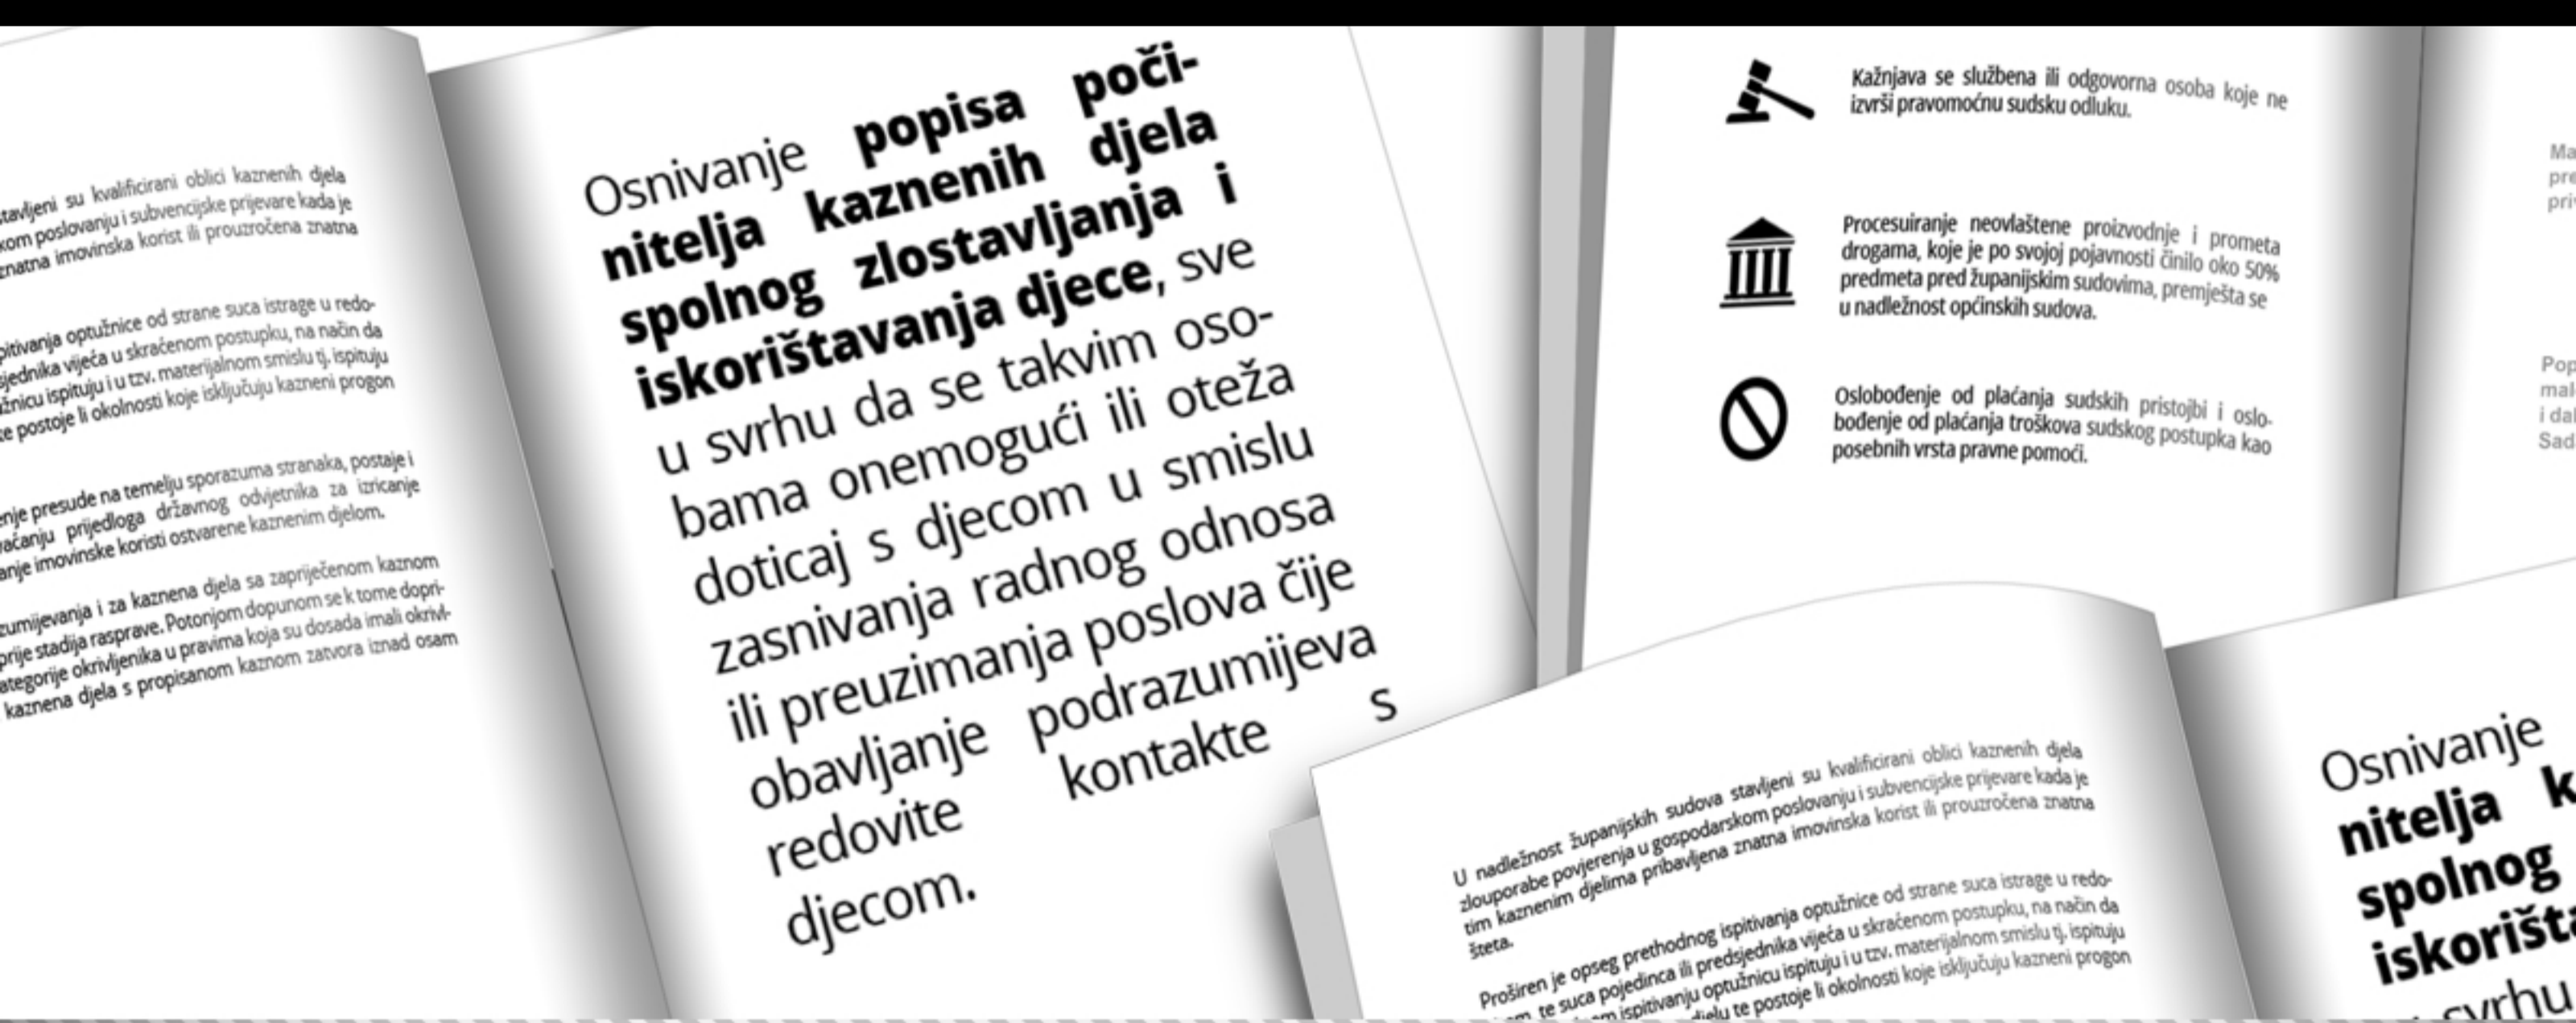 stavljeni su kvalificirani oblici kaznenih djela
kom poslovanju i subvencijske prijevare kada je
znatna imovinska korist ili prouzročena znatna
pitivanja optužnice od strane suca istrage u redo-
sjednika vijeća u skraćenom postupku, na način da
užnicu ispituju i u tzv. materijalnom smislu tj. ispituju
te postoje li okolnosti koje isključuju kazneni progon
enje presude na temelju sporazuma stranaka, postaje i
vaćanju prijedloga državnog odvjetnika za izricanje
anje imovinske koristi ostvarene kaznenim djelom.
zumijevanja i za kaznena djela sa zapriječenom kaznom
prije stadija rasprave. Potonjom dopunom se k tome dopri-
ategorije okrivljenika u pravima koja su dosada imali okrivl-
kaznena djela s propisanom kaznom zatvora iznad osam
Osnivanje popisa poči-
nitelja kaznenih djela
spolnog zlostavljanja i
iskorištavanja djece, sve
u svrhu da se takvim oso-
bama onemogući ili oteža
doticaj s djecom u smislu
zasnivanja radnog odnosa
ili preuzimanja poslova čije
obavljanje podrazumijeva
redovite kontakte s
djecom.
Kažnjava se službena ili odgovorna osoba koje ne
izvrši pravomoćnu sudsku odluku.
Procesuiranje neovlaštene proizvodnje i prometa
drogama, koje je po svojoj pojavnosti činilo oko 50%
predmeta pred županijskim sudovima, premješta se
u nadležnost općinskih sudova.
Oslobođenje od plaćanja sudskih pristojbi i oslo-
bođenje od plaćanja troškova sudskog postupka kao
posebnih vrsta pravne pomoći.
Ma
pre
priv
Pop
mal
i dal
Sad
U nadležnost županijskih sudova stavljeni su kvalificirani oblici kaznenih djela
zlouporabe povjerenja u gospodarskom poslovanju i subvencijske prijevare kada je
tim kaznenim djelima pribavljena znatna imovinska korist ili prouzročena znatna
šteta.
Proširen je opseg prethodnog ispitivanja optužnice od strane suca istrage u redo-
te suca pojedinca ili predsjednika vijeća u skraćenom postupku, na način da
ispitivanju optužnicu ispituju i u tzv. materijalnom smislu tj. ispituju
djelu te postoje li okolnosti koje isključuju kazneni progon
Osnivanje
nitelja k
spolnog
iskorišta
svrhu